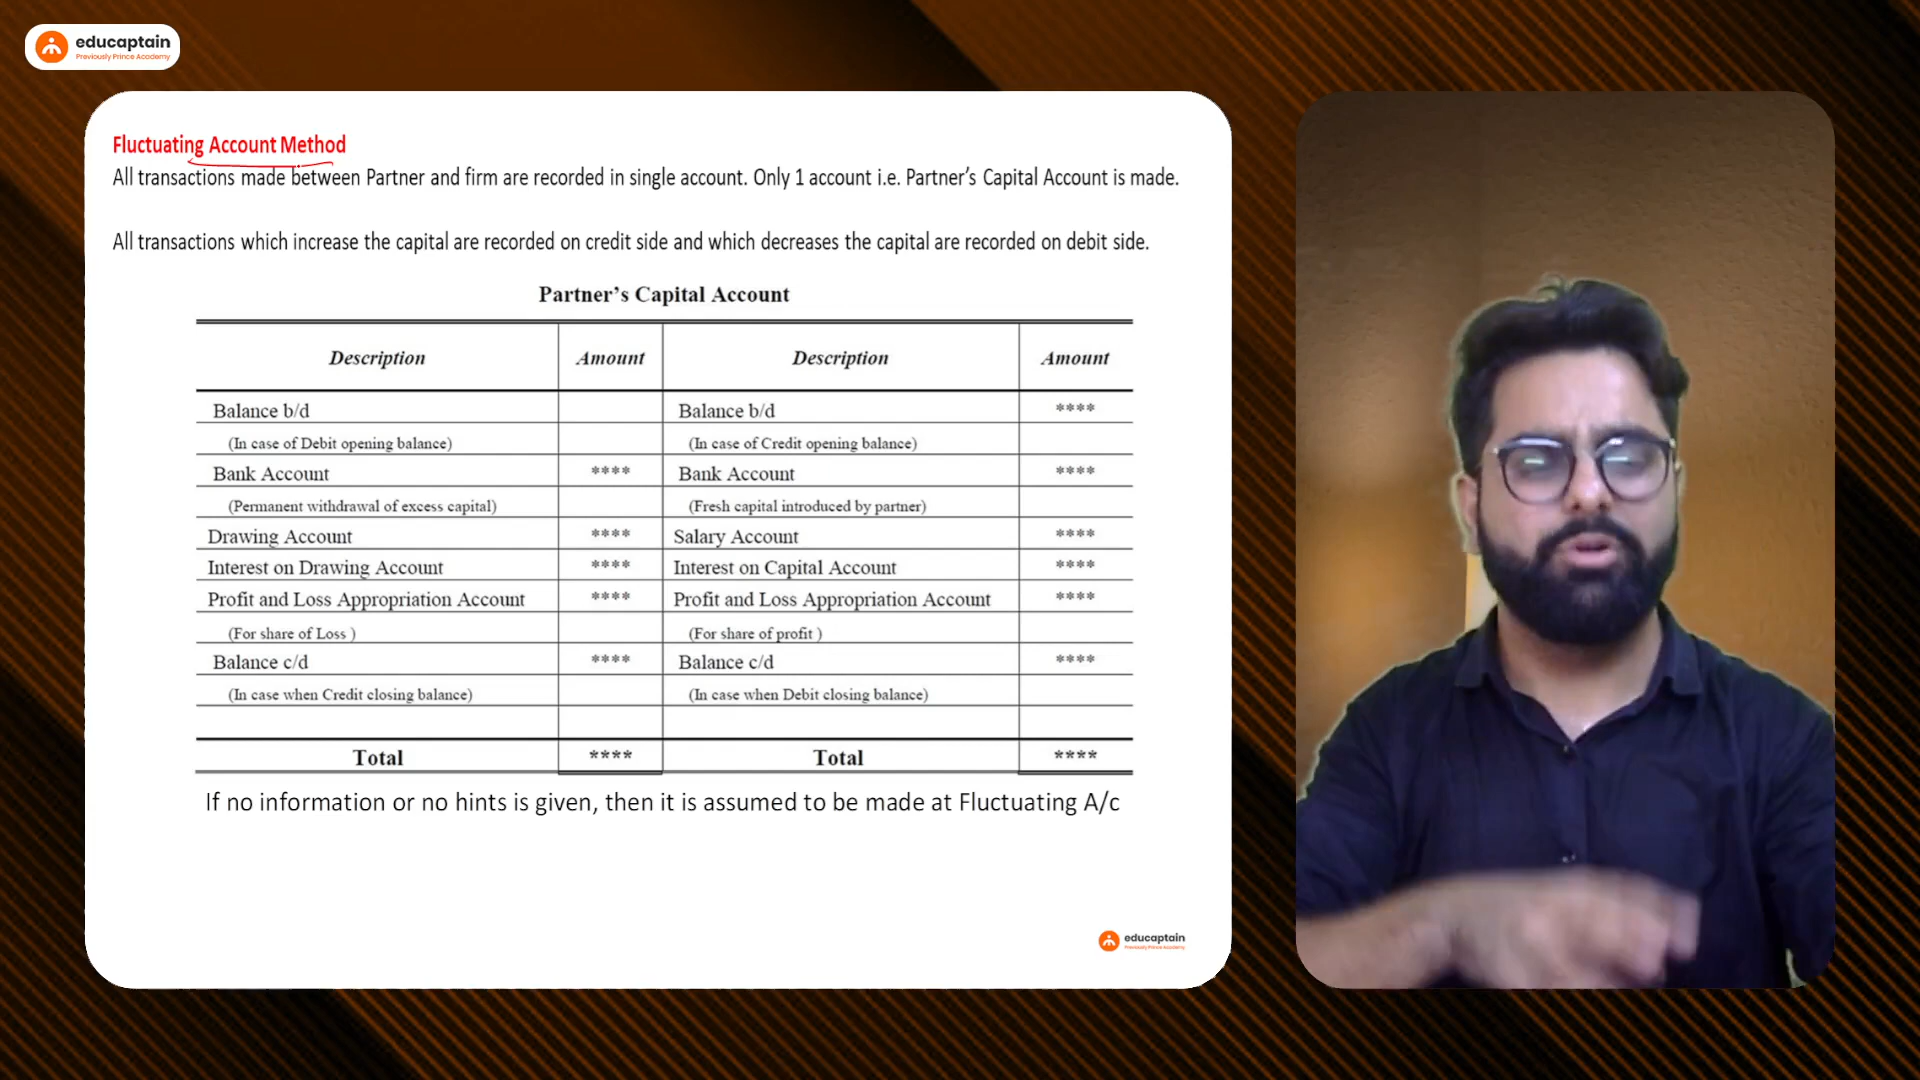 educaptain
Previously Prince Academy
Fluctuating Account Method
All transactions made between Partner and firm are recorded in single account. Only 1 account i.e. Partner's Capital Account is made.
All transactions which increase the capital are recorded on credit side and which decreases the capital are recorded on debit side.
Partner's Capital Account
Description Amount Description Amount
Balance b/d Balance b/d ****
(In case of Debit opening balance) (In case of Credit opening balance)
Bank Account **** Bank Account ****
(Permanent withdrawal of excess capital) (Fresh capital introduced by partner)
Drawing Account **** Salary Account ****
Interest on Drawing Account **** Interest on Capital Account ****
Profit and Loss Appropriation Account **** Profit and Loss Appropriation Account ****
(For share of Loss ) (For share of profit )
Balance c/d **** Balance c/d ****
(In case when Credit closing balance) (In case when Debit closing balance)
Total **** Total ****
If no information or no hints is given, then it is assumed to be made at Fluctuating A/c
educaptain
Previously Prince Academy